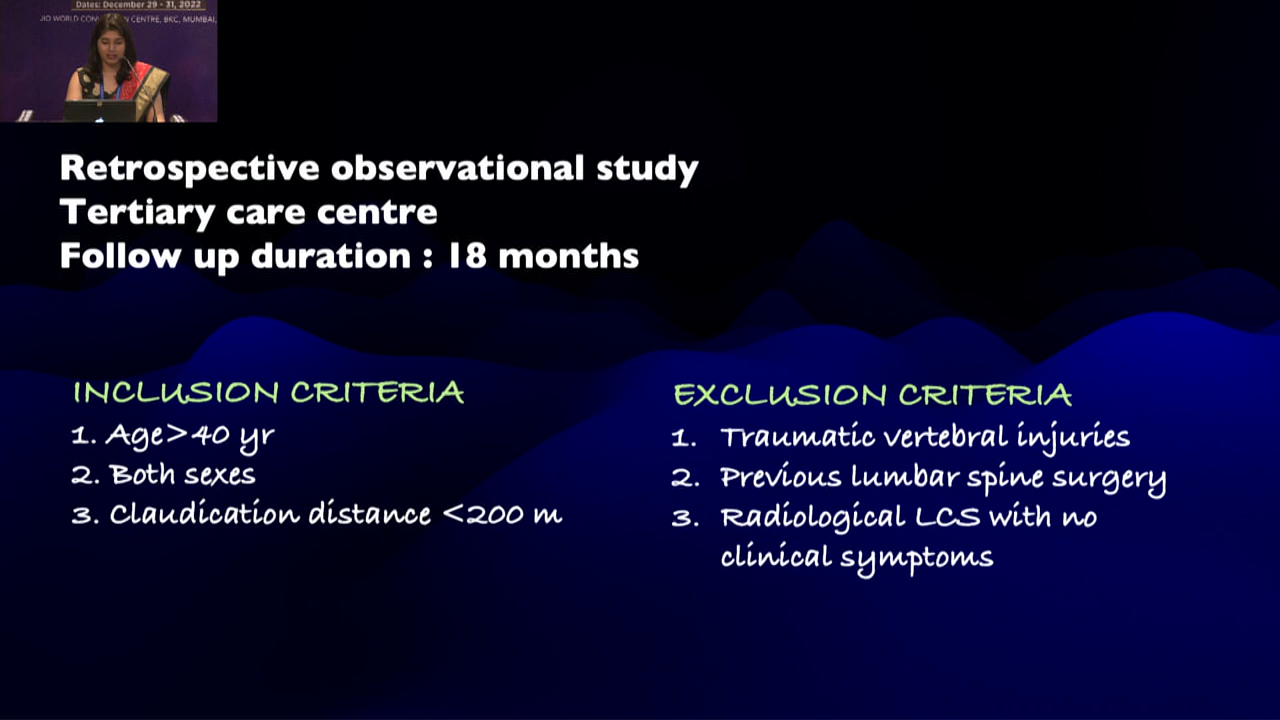 Dates: December 29 - 31, 2022
JIO WORLD CENTRE, BKC, MUMBAI,
Retrospective observational study
Tertiary care centre
Follow up duration : 18 months
INCLUSION CRITERIA
1. Age>40 yr
2. Both sexes
3. Claudication distance <200 m
EXCLUSION CRITERIA
1. Traumatic vertebral injuries
2. Previous lumbar spine surgery
3. Radiological LCS with no
clinical symptoms